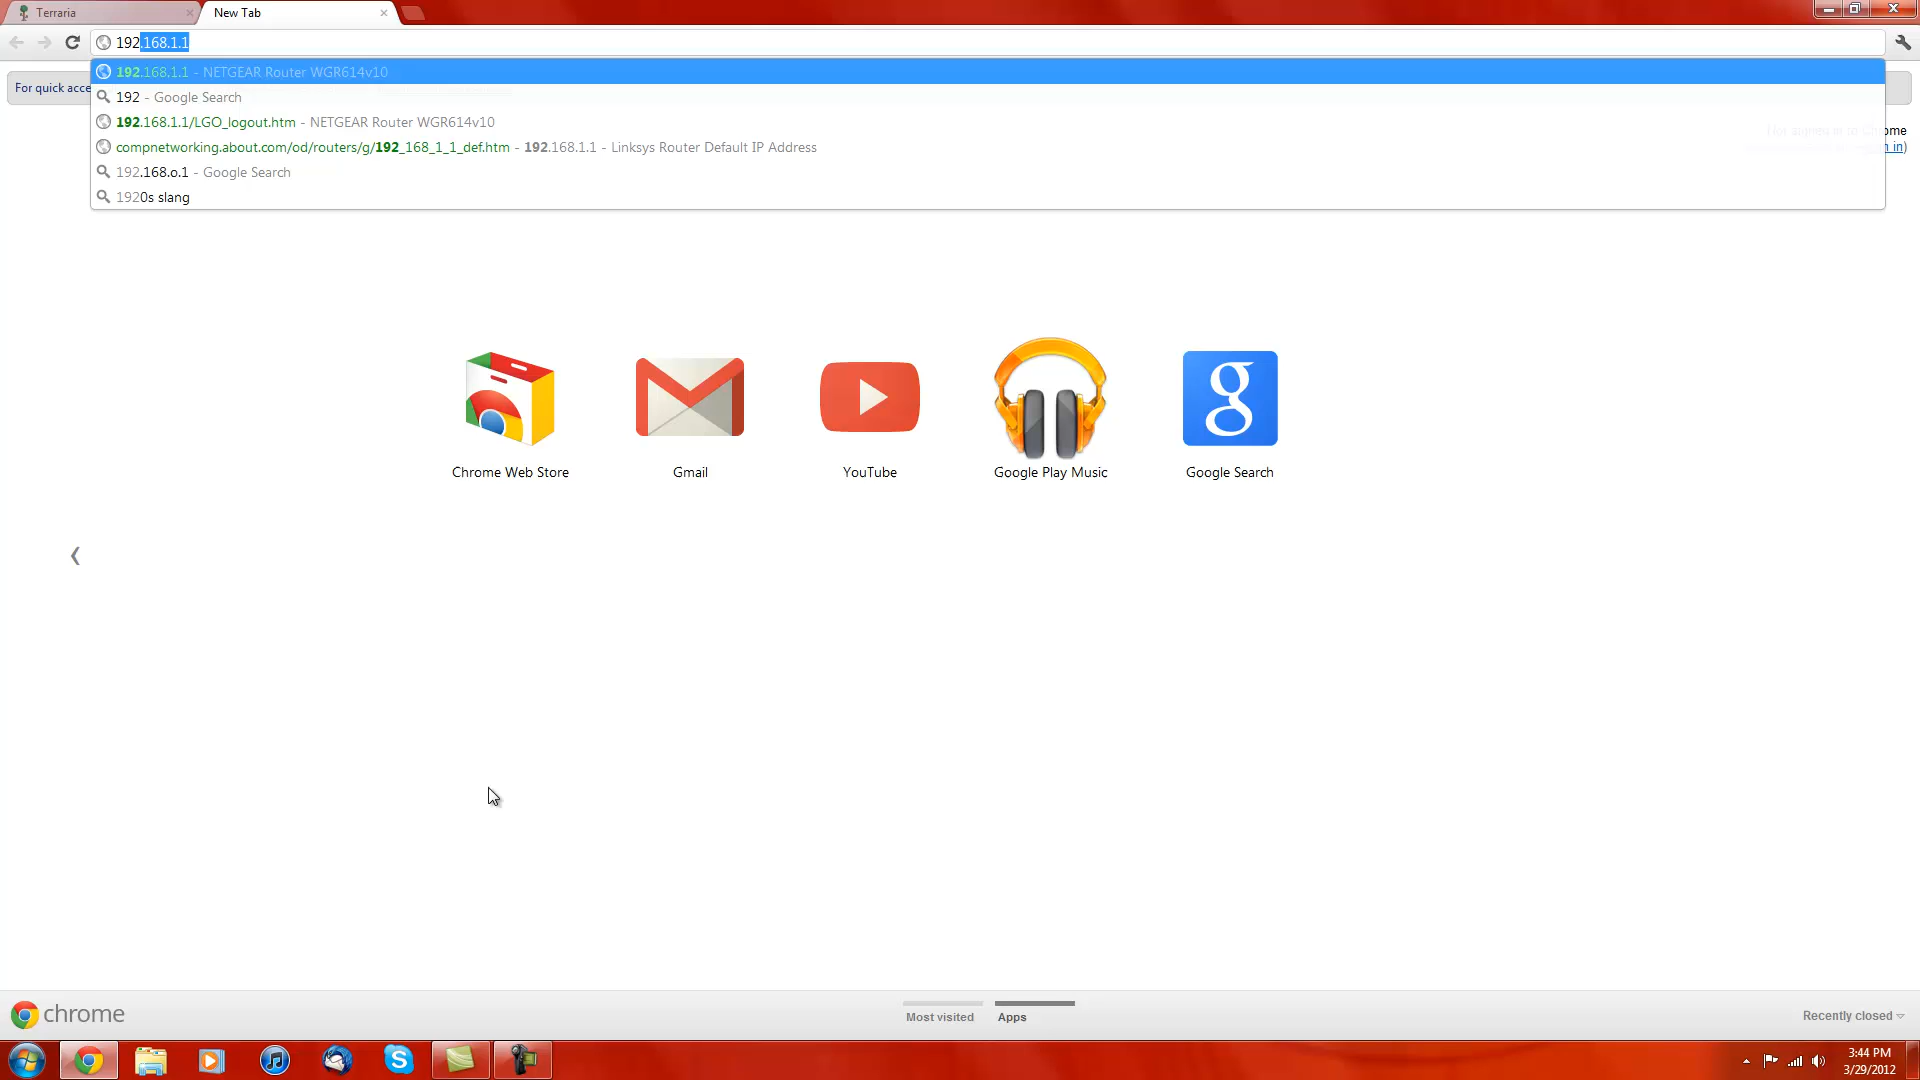 Terraria
New Tab
192.168.1.1
192.168.1.1 - NETGEAR Router WGR614v10
For quick acce
192 - Google Search
192.168.1.1/LGO_logout.htm - NETGEAR Router WGR614v10
ome
compnetworking.about.com/od/routers/g/192_168_1_1_def.htm - 192.168.1.1 - Linksys Router Default IP Address
n in)
192.168.o.1 - Google Search
1920s slang
Chrome Web Store
Gmail
YouTube
Google Play Music
g
Google Search
chrome
Most visited
Apps
Recently closed
3:44 PM
3/29/2012